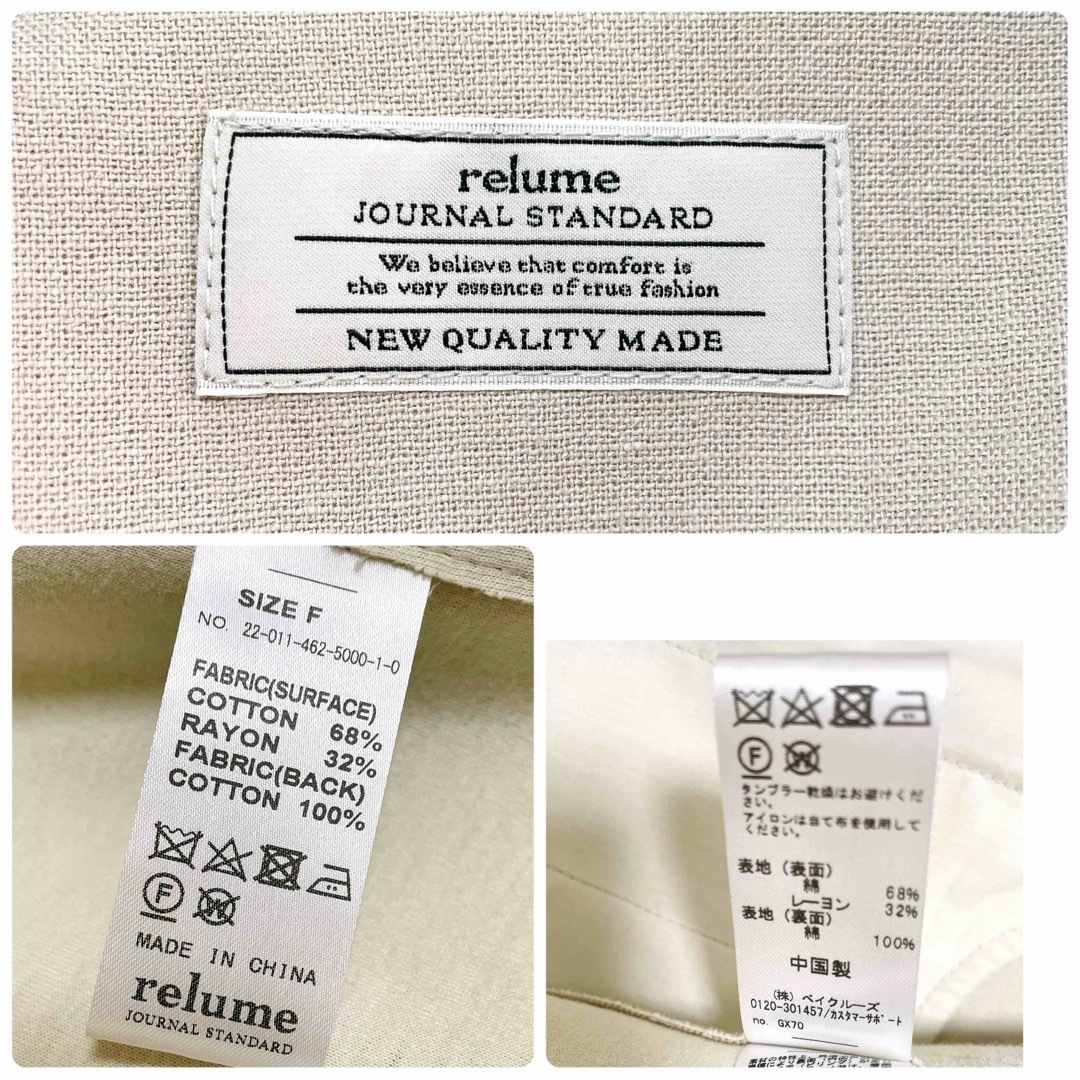 relume
JOURNAL STANDARD
We believe that comfort is
the very essence of true fashion
NEW QUALITY MADE
SIZE F
NO. 22-011-462-5000-1-0
FABRIC(SURFACE)
COTTON 68%
RAYON 32%
FABRIC(BACK)
COTTON 100%
F
W
MADE IN CHINA
relume
JOURNAL STANDARD
F
W
タンブラー乾燥はお避けくだ
さい。
アイロンは当て布を使用して
ください。
表地(表面)
綿 68%
レーヨン 32%
表地(裏面)
綿 100%
中国製
(株)ベイクルーズ
0120-301457/カスタマーサポート
no. GX70